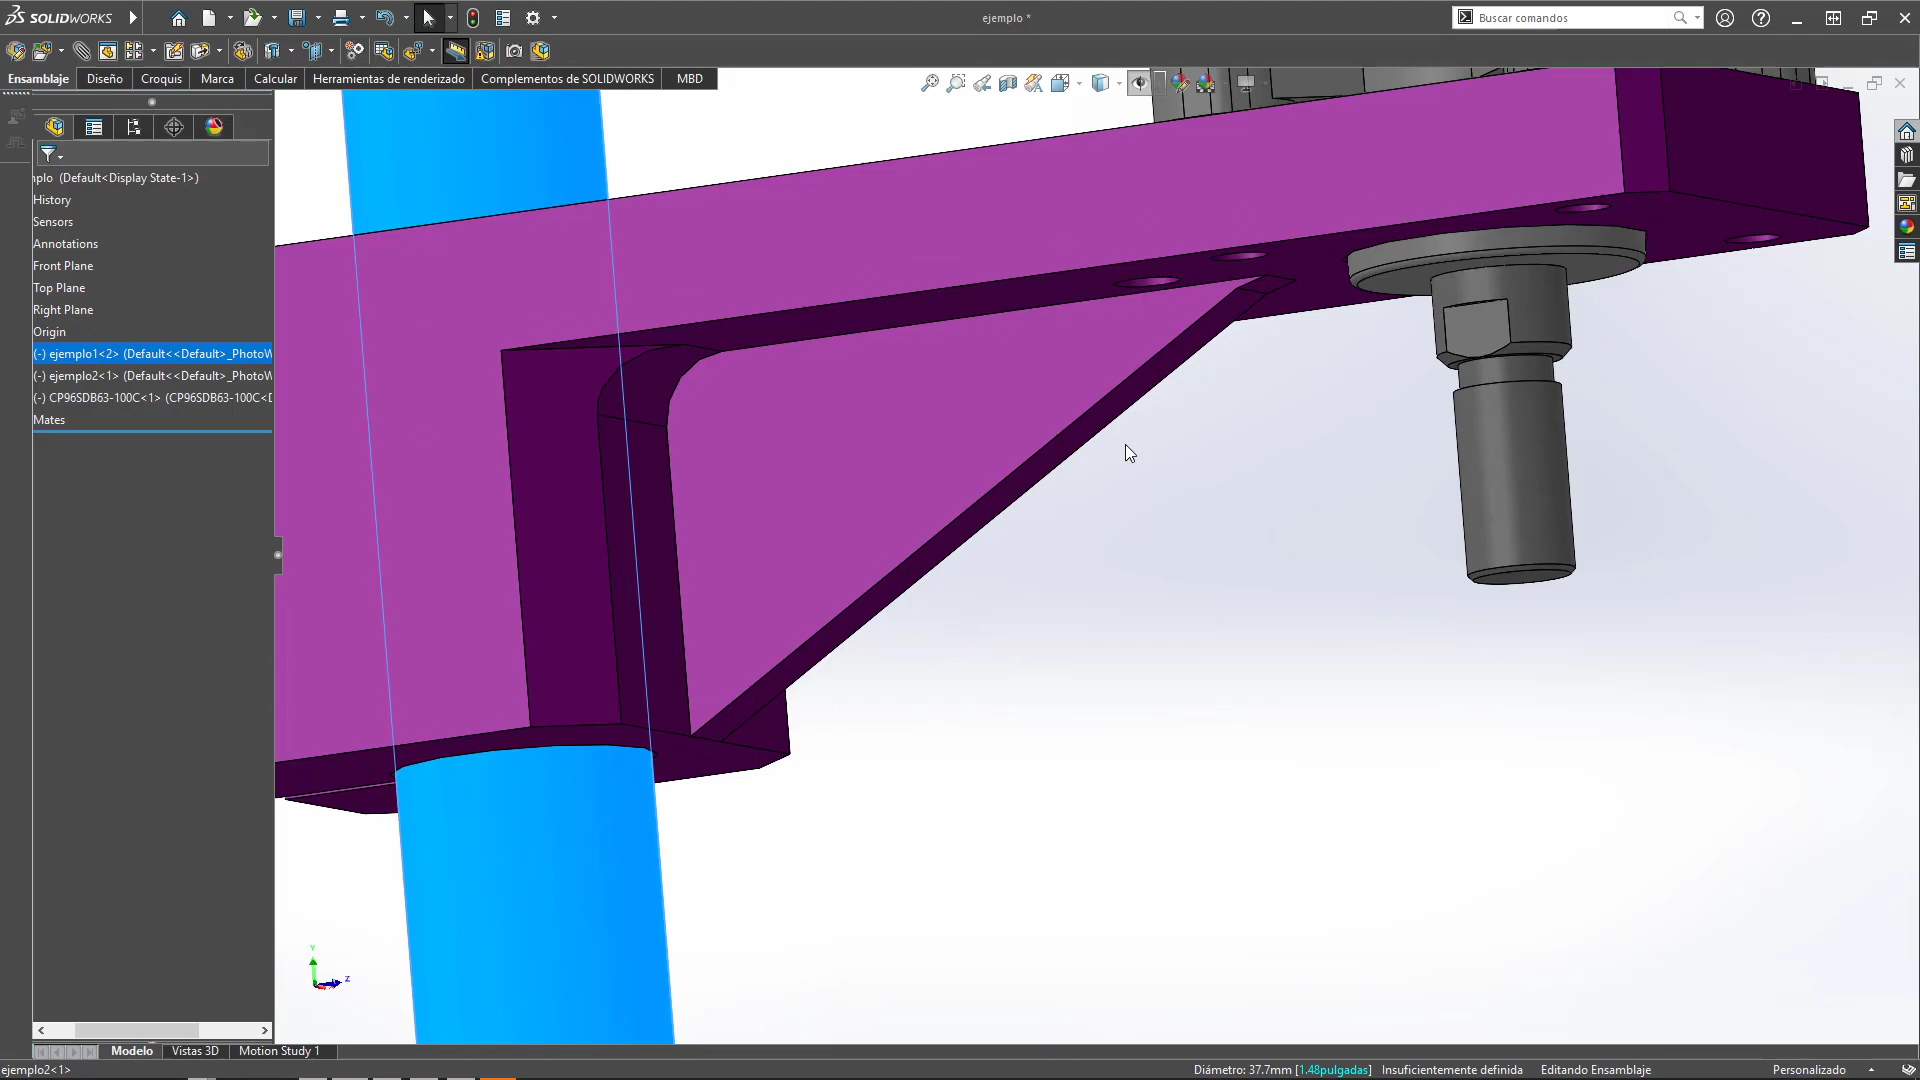 SOLIDWORKS
ejemplo *
Buscar comandos
Ensamblaje
Diseño
Croquis
Marca
Calcular
Herramientas de renderizado
Complementos de SOLIDWORKS
MBD
mplo (Default<Display State-1>)
History
Sensors
Annotations
Front Plane
Top Plane
Right Plane
Origin
(-) ejemplo1<2> (Default<<Default>_PhotoW
(-) ejemplo2<1> (Default<<Default>_PhotoW
(-) CP96SDB63-100C<1> (CP96SDB63-100C<D
Mates
Y
Z
Modelo
Vistas 3D
Motion Study 1
ejemplo2<1>
Diámetro: 37.7mm [1.48pulgadas]
Insuficientemente definida
Editando Ensamblaje
Personalizado